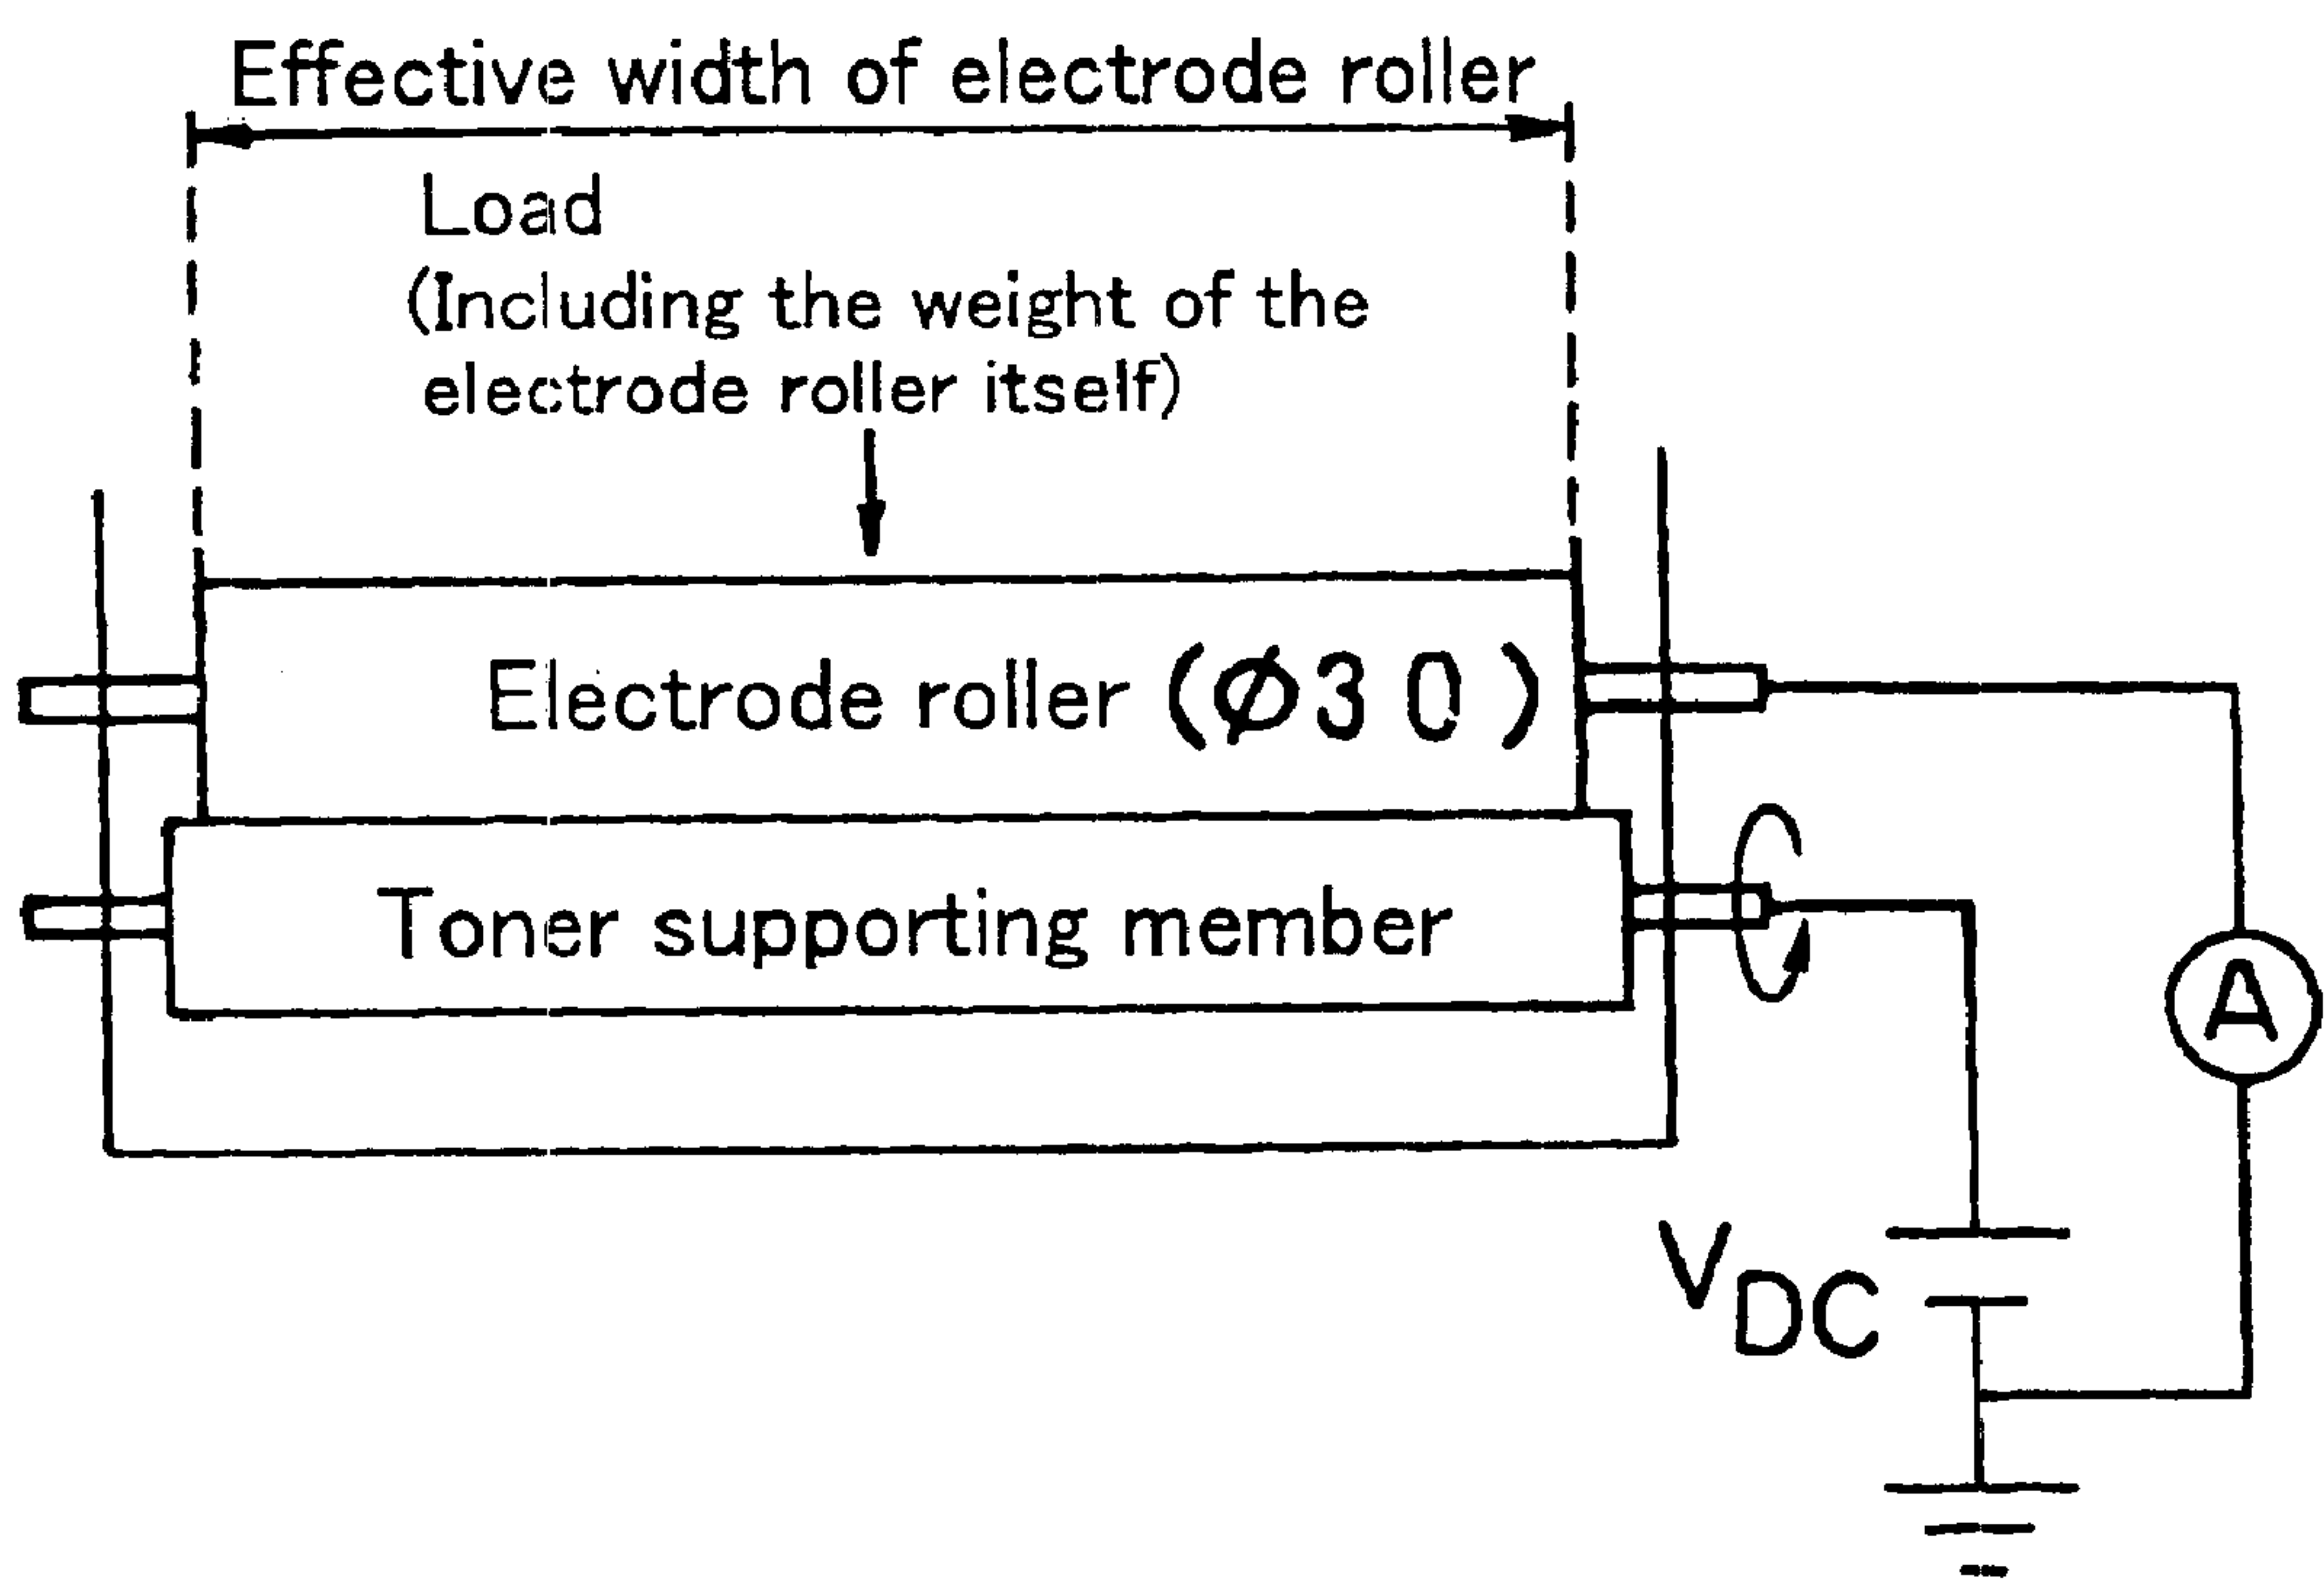 Effective width of electrode roller
Load
(Including the weight of the
electrode roller itself)
Electrode roller (Ø30)
Toner supporting member
A
VDC